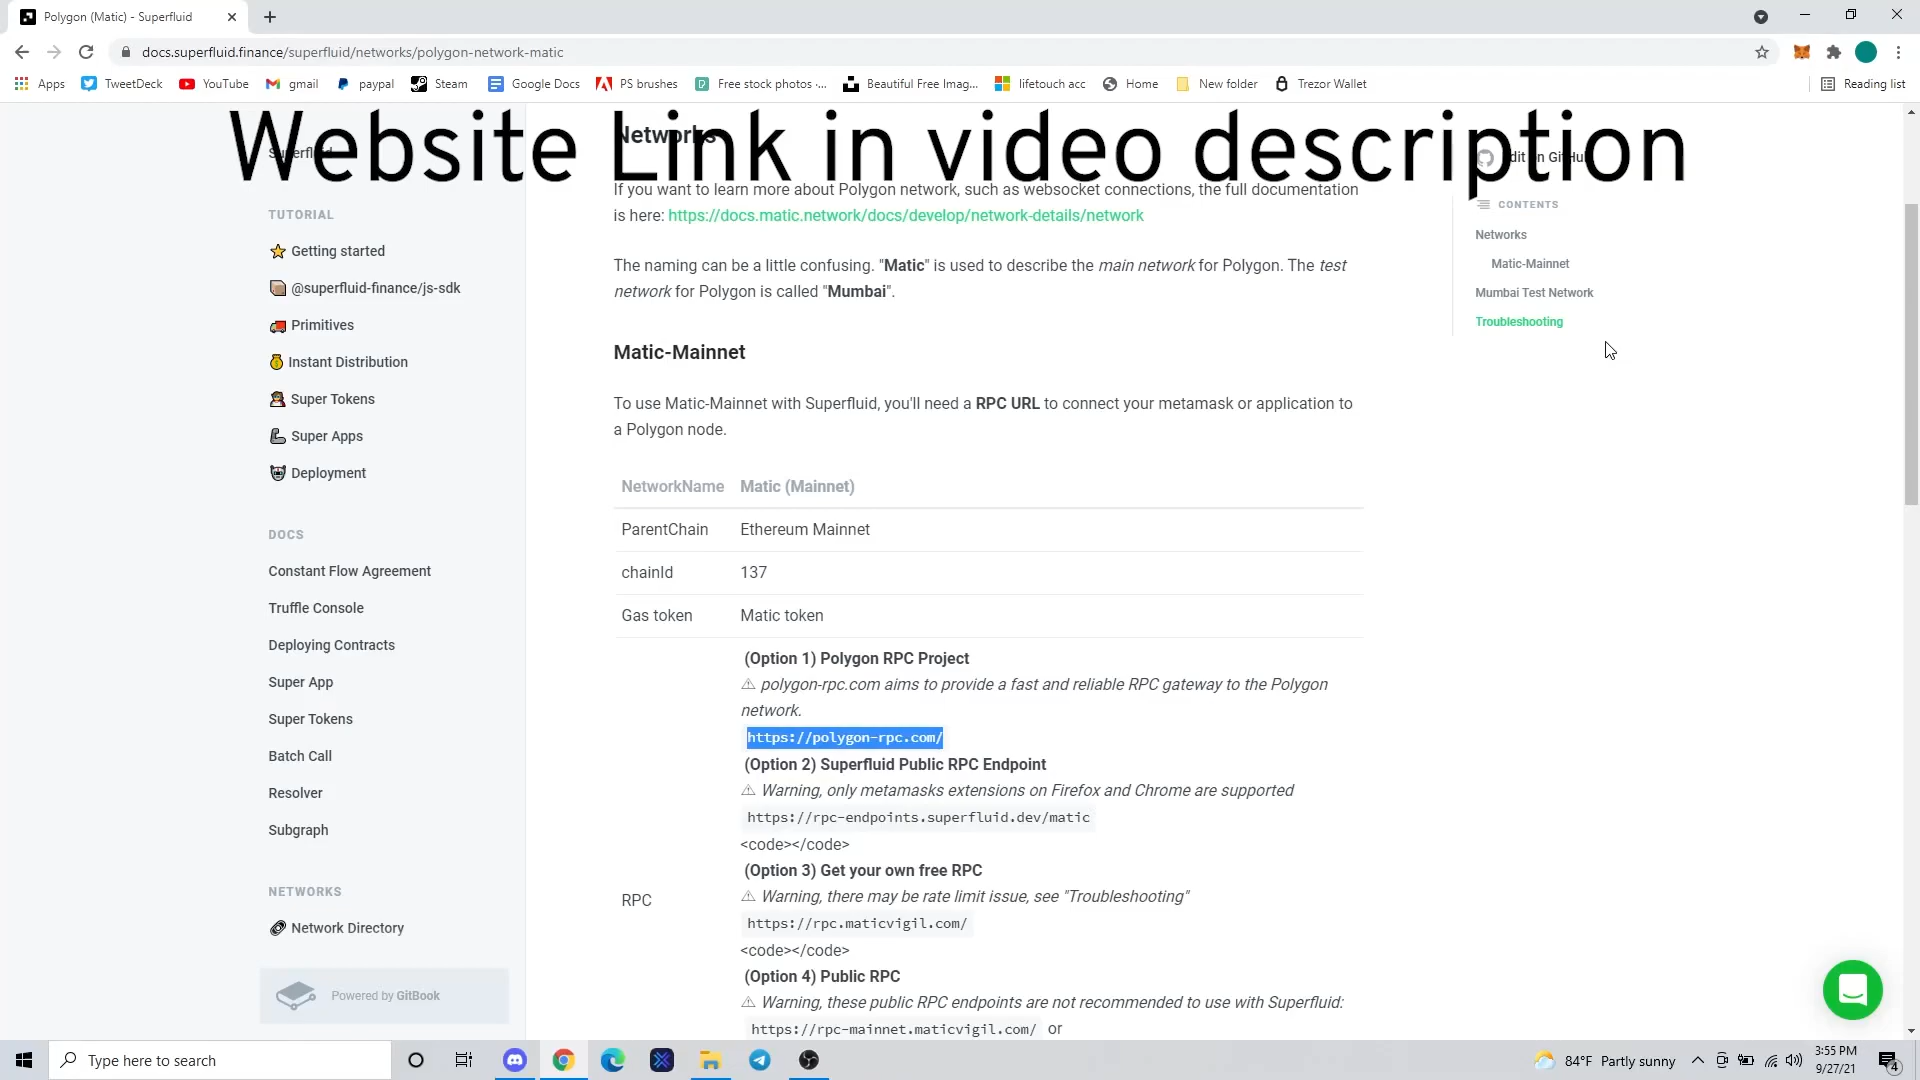 Polygon (Matic) - Superfluid
docs.superfluid.finance/superfluid/networks/polygon-network-matic
Apps TweetDeck YouTube gmail paypal Steam Google Docs PS brushes Free stock photos ·... Beautiful Free Imag... lifetouch acc Home New folder Trezor Wallet Reading list
Website Link in video description
Superfluid
Networks
Edit on GitHub
If you want to learn more about Polygon network, such as websocket connections, the full documentation
is here: https://docs.matic.network/docs/develop/network-details/network
The naming can be a little confusing. "Matic" is used to describe the main network for Polygon. The test
network for Polygon is called "Mumbai".
Matic-Mainnet
To use Matic-Mainnet with Superfluid, you'll need a RPC URL to connect your metamask or application to
a Polygon node.
NetworkName Matic (Mainnet)
ParentChain Ethereum Mainnet
chainId 137
Gas token Matic token
RPC
(Option 1) Polygon RPC Project
⚠ polygon-rpc.com aims to provide a fast and reliable RPC gateway to the Polygon
network.
https://polygon-rpc.com/
(Option 2) Superfluid Public RPC Endpoint
⚠ Warning, only metamasks extensions on Firefox and Chrome are supported
https://rpc-endpoints.superfluid.dev/matic
<code></code>
(Option 3) Get your own free RPC
⚠ Warning, there may be rate limit issue, see "Troubleshooting"
https://rpc.maticvigil.com/
<code></code>
(Option 4) Public RPC
⚠ Warning, these public RPC endpoints are not recommended to use with Superfluid:
https://rpc-mainnet.maticvigil.com/ or
TUTORIAL
Getting started
@superfluid-finance/js-sdk
Primitives
Instant Distribution
Super Tokens
Super Apps
Deployment
DOCS
Constant Flow Agreement
Truffle Console
Deploying Contracts
Super App
Super Tokens
Batch Call
Resolver
Subgraph
NETWORKS
Network Directory
Powered by GitBook
CONTENTS
Networks
Matic-Mainnet
Mumbai Test Network
Troubleshooting
Type here to search
84°F Partly sunny
3:55 PM
9/27/21
4